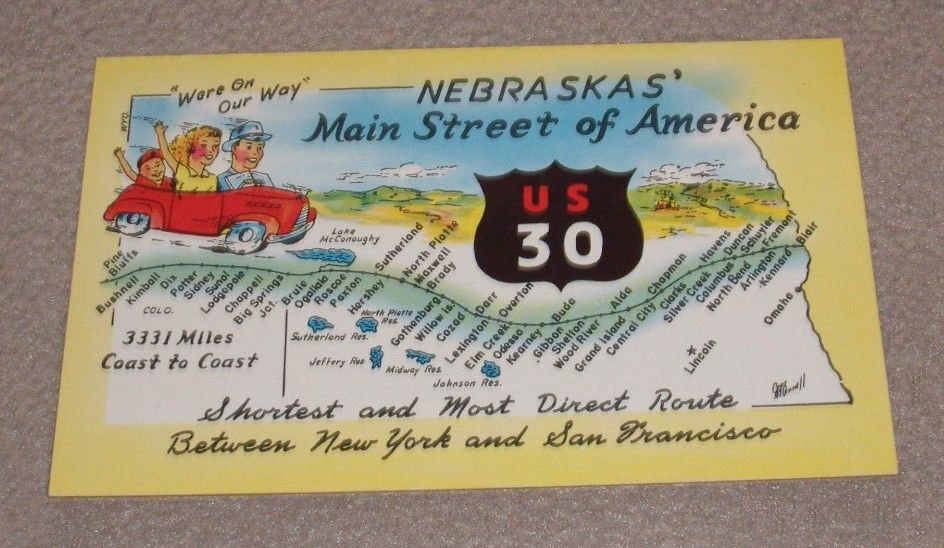 "Were On
Our Way"
NEBRASKAS'
Main Street of America
WYO.
US
30
Lake
McConaughy
Pine
Bluffs
Bushnell
Kimball
Dix
Potter
Sidney
Sunol
Lodgepole
Chappell
Big Springs
Jct.
Brule
Ogallala
Roscoe
Paxton
Hershey
Sutherland
North Platte
Maxwell
Brady
Gothenburg
Willow Is.
Cozad
Darr
Lexington
Overton
Elm Creek
Odessa
Kearney
Buda
Gibbon
Shelton
Wood River
Alda
Grand Island
Chapman
Central City
Clarks
Havens
Silver Creek
Columbus
Duncan
Schuyler
North Bend
Fremont
Arlington
Kennard
Blair
Omaha
Lincoln
COLO.
North Platte
Res.
Sutherland Res.
Jeffery Res.
Midway Res.
Johnson Res.
3331 Miles
Coast to Coast
Shortest and Most Direct Route
Between New York and San Francisco